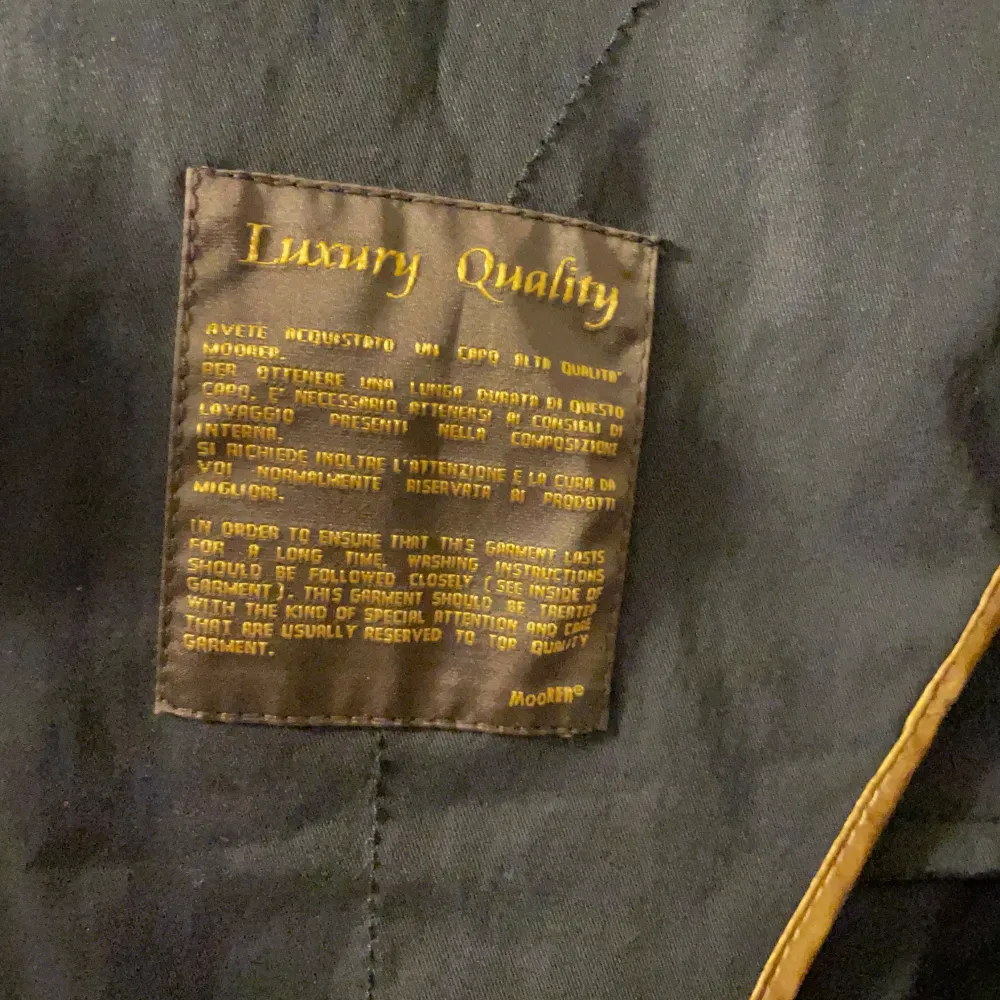 Luxury Quality
AVETE ACQUISTATO UN CAPO ALTA QUALITA'
MOORER.
PER OTTENERE UNA LUNGA DURATA DI QUESTO
CAPO, E' NECESSARIO ATTENERSI AI CONSIGLI DI
LAVAGGIO PRESENTI NELLA COMPOSIZIONE
INTERNA.
SI RICHIEDE INOLTRE L'ATTENZIONE E LA CURA DA
VOI NORMALMENTE RISERVATA AI PRODOTTI
MIGLIORI.
IN ORDER TO ENSURE THAT THIS GARMENT LASTS
FOR A LONG TIME, WASHING INSTRUCTIONS
SHOULD BE FOLLOWED CLOSELY (SEE INSIDE OF
GARMENT). THIS GARMENT SHOULD BE TREATED
WITH THE KIND OF SPECIAL ATTENTION AND CARE
THAT ARE USUALLY RESERVED TO TOP QUALITY
GARMENT.
MOORER®